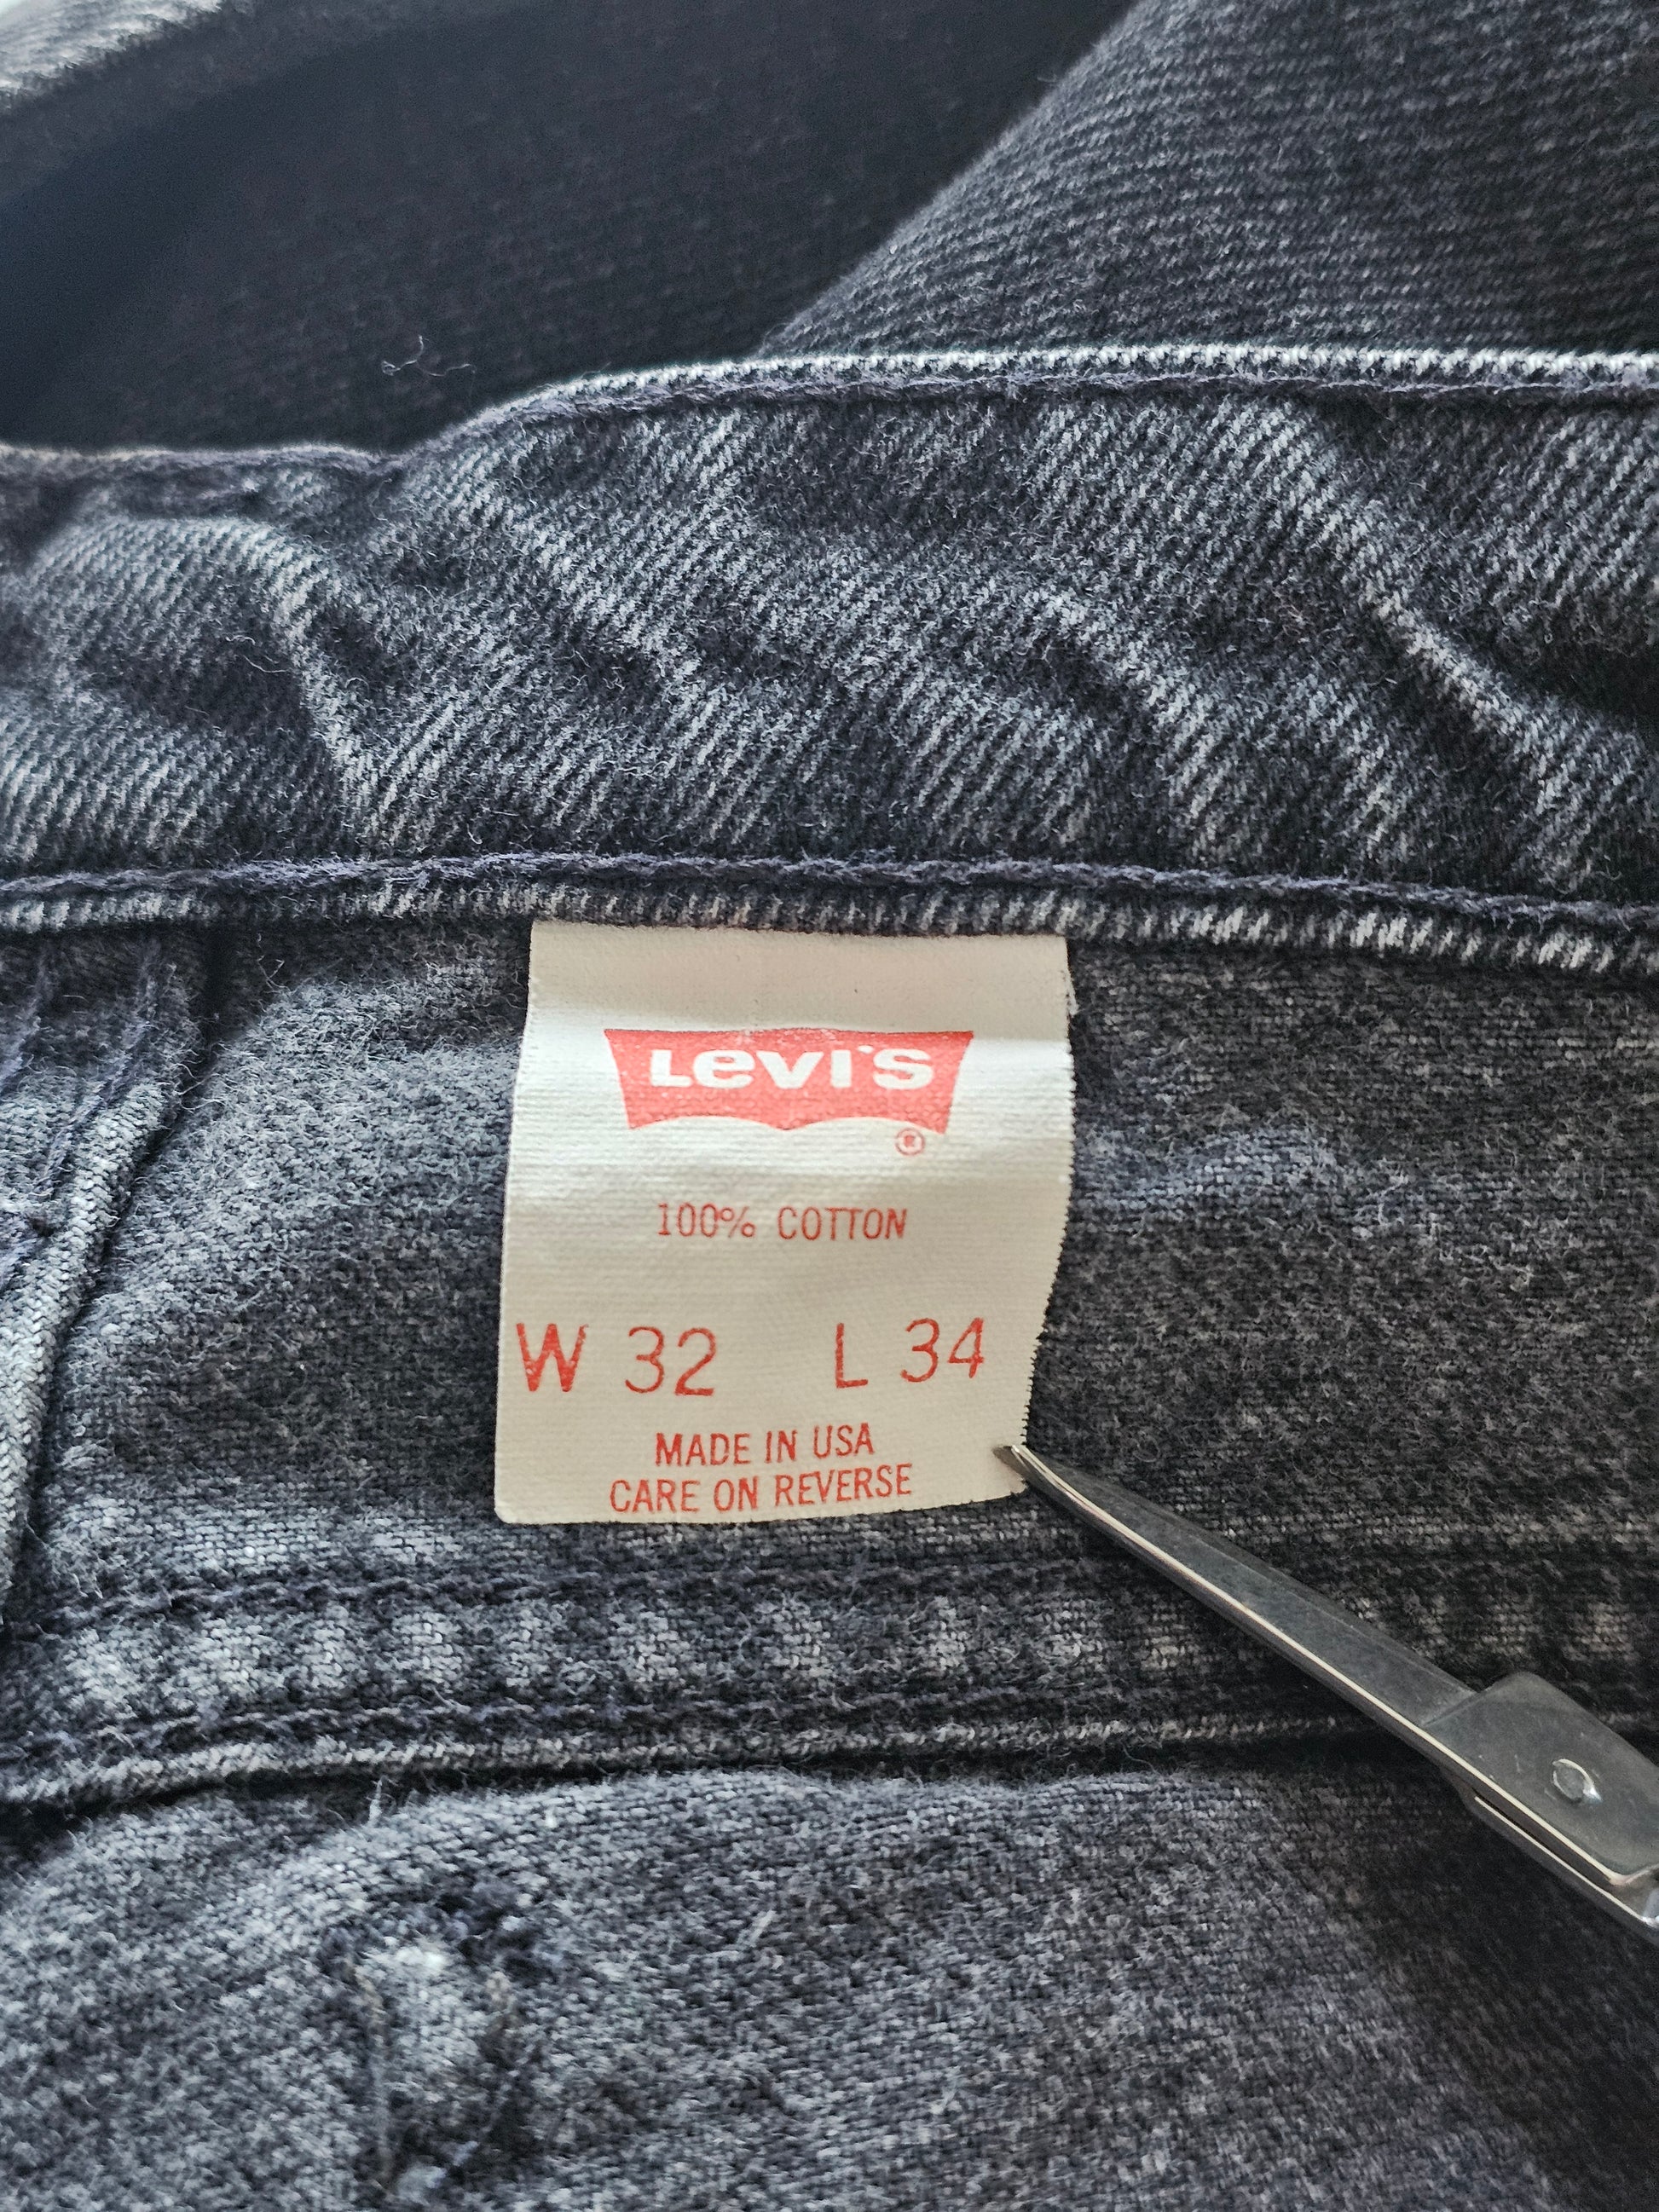 LEVI'S
®
100% COTTON
W 32 L 34
MADE IN USA
CARE ON REVERSE